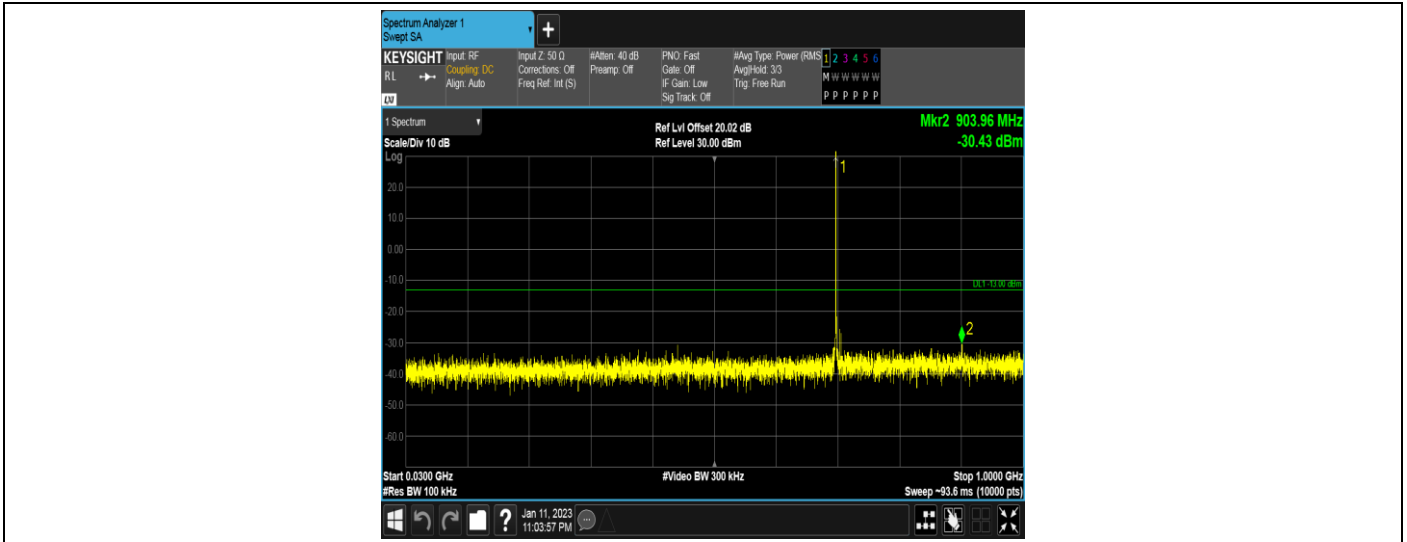 Spectrum Analyzer 1
Swept SA
+
KEYSIGHT
RL
LXI
Input: RF
Coupling: DC
Align: Auto
Input Z: 50 Ω
Corrections: Off
Freq Ref: Int (S)
#Atten: 40 dB
Preamp: Off
PNO: Fast
Gate: Off
IF Gain: Low
Sig Track: Off
#Avg Type: Power (RMS
Avg|Hold: 3/3
Trig: Free Run
1 2 3 4 5 6
M W W W W W
P P P P P P
1 Spectrum
Scale/Div 10 dB
Ref Lvl Offset 20.02 dB
Ref Level 30.00 dBm
Mkr2 903.96 MHz
-30.43 dBm
Log
1
20.0
10.0
0.00
-10.0
DL1 -13.00 dBm
-20.0
2
-30.0
-40.0
-50.0
-60.0
Start 0.0300 GHz
#Video BW 300 kHz
Stop 1.0000 GHz
#Res BW 100 kHz
Sweep ~93.6 ms (10000 pts)
?
Jan 11, 2023
11:03:57 PM